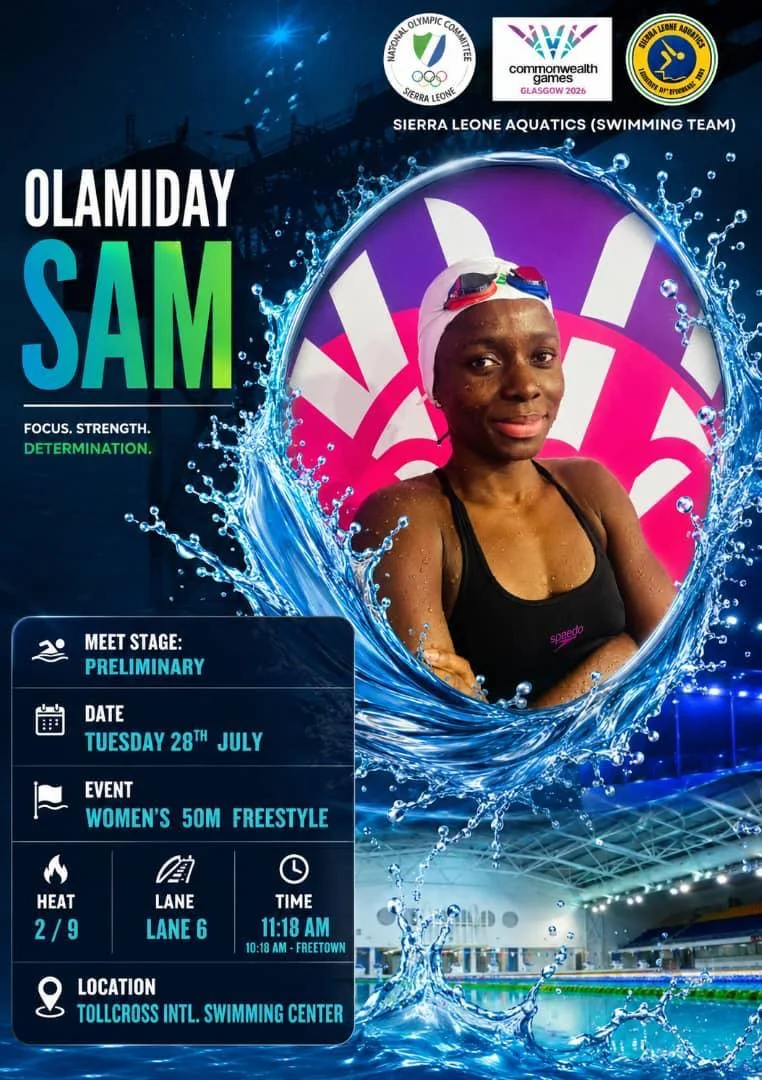 NATIONAL OLYMPIC COMMITTEE
SIERRA LEONE
commonwealth
games
GLASGOW 2026
SIERRA LEONE AQUATICS
SIERRA LEONE AQUATICS (SWIMMING TEAM)
OLAMIDAY
SAM
FOCUS. STRENGTH.
DETERMINATION.
speedo
MEET STAGE:
PRELIMINARY
DATE
TUESDAY 28TH JULY
EVENT
WOMEN'S 50M FREESTYLE
HEAT LANE TIME
2 / 9 LANE 6 11:18 AM
10:18 AM - FREETOWN
LOCATION
TOLLCROSS INTL. SWIMMING CENTER